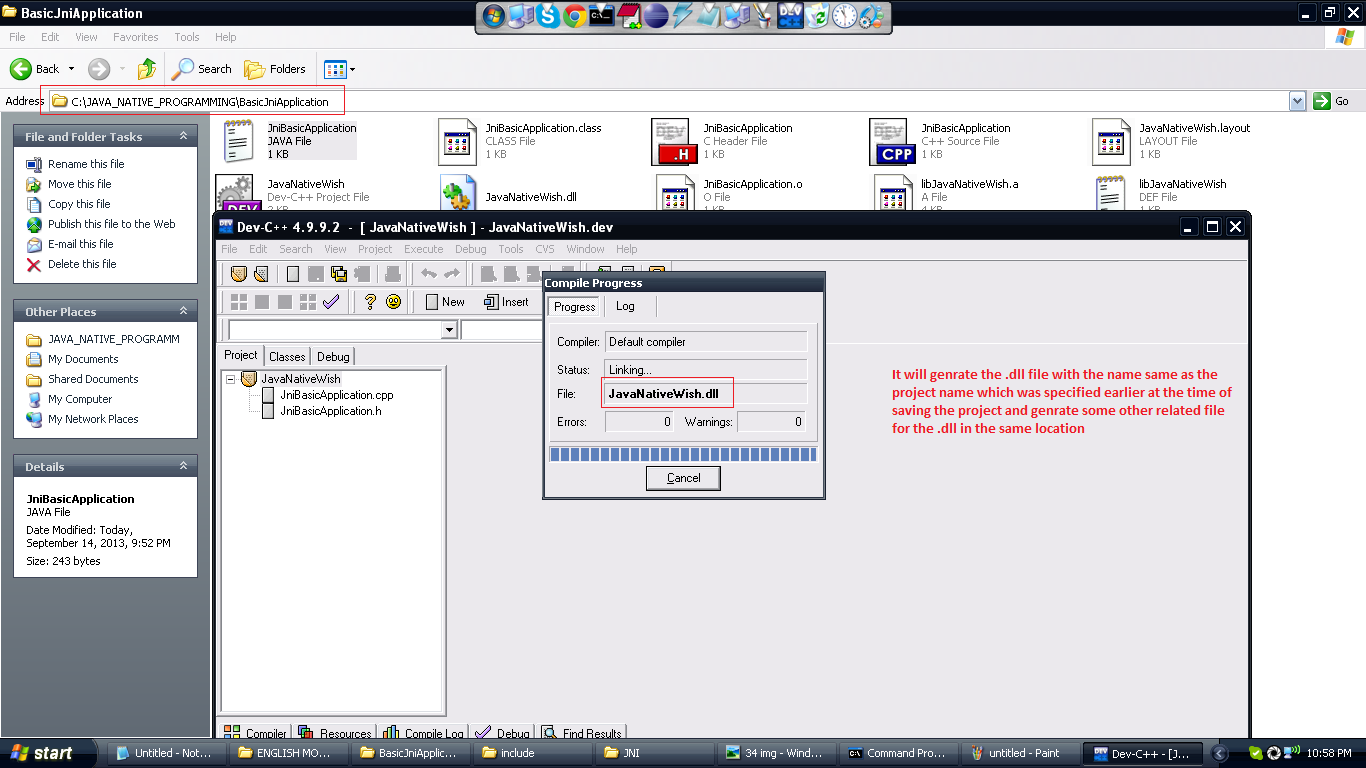 BasicJniApplication
File Edit View Favorites Tools Help
Back Search Folders
Address C:\JAVA_NATIVE_PROGRAMMING\BasicJniApplication Go
File and Folder Tasks
Rename this file
Move this file
Copy this file
Publish this file to the Web
E-mail this file
Delete this file
Other Places
JAVA_NATIVE_PROGRAMM
My Documents
Shared Documents
My Computer
My Network Places
Details
JniBasicApplication
JAVA File
Date Modified: Today,
September 14, 2013, 9:52 PM
Size: 243 bytes
JniBasicApplication
JAVA File
1 KB
JniBasicApplication.class
CLASS File
1 KB
.H
JniBasicApplication
C Header File
1 KB
CPP
JniBasicApplication
C++ Source File
1 KB
JavaNativeWish.layout
LAYOUT File
1 KB
JavaNativeWish
Dev-C++ Project File
JavaNativeWish.dll
JniBasicApplication.o
O File
libJavaNativeWish.a
A File
libJavaNativeWish
DEF File
Dev-C++ 4.9.9.2 - [ JavaNativeWish ] - JavaNativeWish.dev
File Edit Search View Project Execute Debug Tools CVS Window Help
New Insert
Project Classes Debug
JavaNativeWish
JniBasicApplication.cpp
JniBasicApplication.h
Compile Progress
Progress Log
Compiler: Default compiler
Status: Linking...
File: JavaNativeWish.dll
Errors: 0 Warnings: 0
Cancel
It will genrate the .dll file with the name same as the
project name which was specified earlier at the time of
saving the project and genrate some other related file
for the .dll in the same location
Compiler Resources Compile Log Debug Find Results
start Untitled - Not... ENGLISH MO... BasicJniApplic... include JNI 34 img - Wind... Command Pro... untitled - Paint Dev-C++ - [J... 10:58 PM